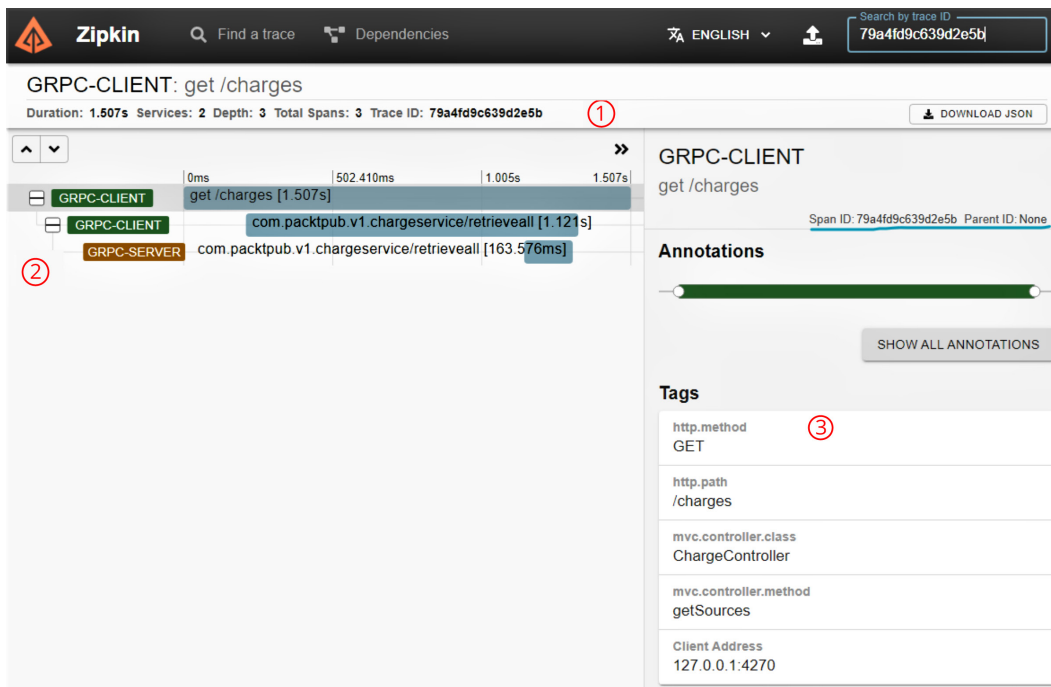 Zipkin
Find a trace
Dependencies
ENGLISH
Search by trace ID
79a4fd9c639d2e5b
GRPC-CLIENT: get /charges
Duration: 1.507s Services: 2 Depth: 3 Total Spans: 3 Trace ID: 79a4fd9c639d2e5b
1
DOWNLOAD JSON
0ms 502.410ms 1.005s 1.507s
GRPC-CLIENT get /charges [1.507s]
GRPC-CLIENT com.packtpub.v1.chargeservice/retrieveall [1.121s]
GRPC-SERVER com.packtpub.v1.chargeservice/retrieveall [163.576ms]
2
GRPC-CLIENT
get /charges
Span ID: 79a4fd9c639d2e5b Parent ID: None
Annotations
SHOW ALL ANNOTATIONS
Tags
3
http.method
GET
http.path
/charges
mvc.controller.class
ChargeController
mvc.controller.method
getSources
Client Address
127.0.0.1:4270